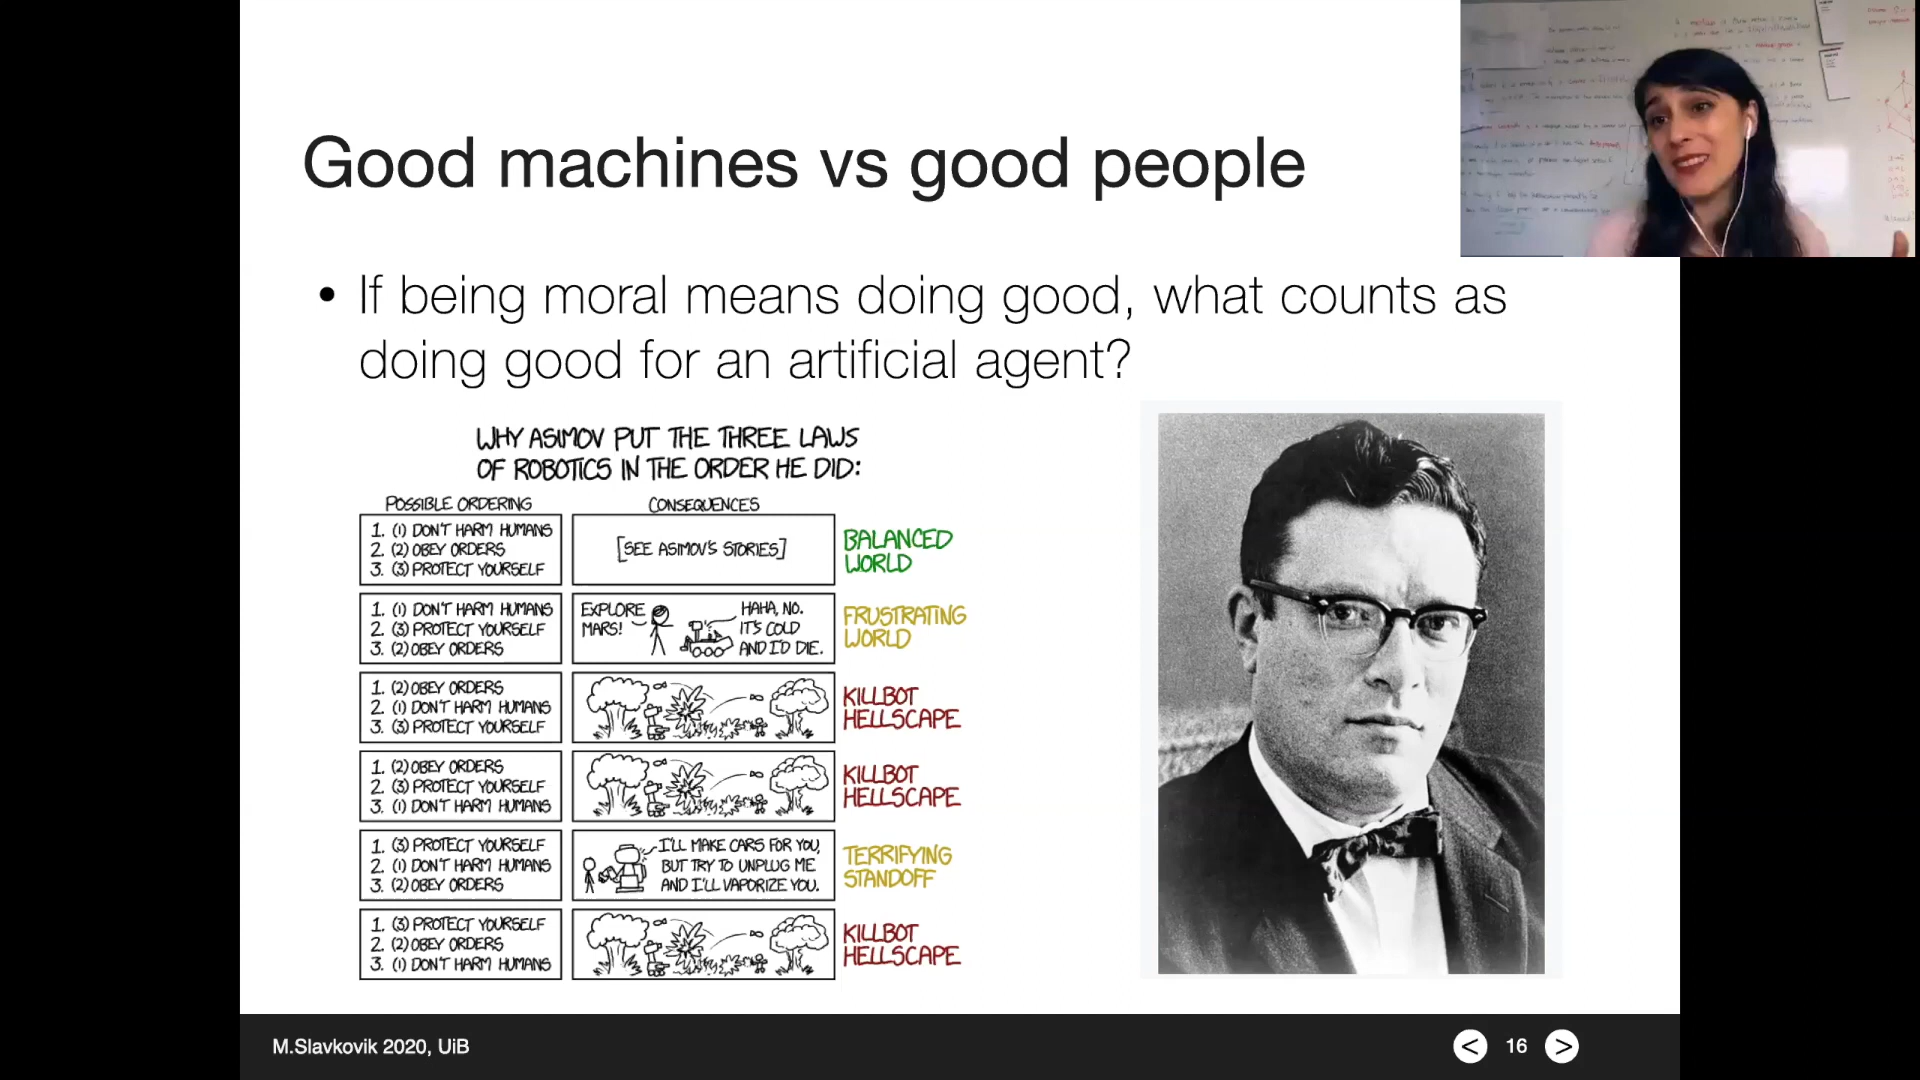 Good machines vs good people
• If being moral means doing good, what counts as
doing good for an artificial agent?
WHY ASIMOV PUT THE THREE LAWS
OF ROBOTICS IN THE ORDER HE DID:
POSSIBLE ORDERING
CONSEQUENCES
1. (1) DON'T HARM HUMANS
2. (2) OBEY ORDERS
3. (3) PROTECT YOURSELF
[SEE ASIMOV'S STORIES]
BALANCED
WORLD
1. (1) DON'T HARM HUMANS
2. (3) PROTECT YOURSELF
3. (2) OBEY ORDERS
EXPLORE
MARS!
HAHA, NO.
IT'S COLD
AND I'D DIE.
FRUSTRATING
WORLD
1. (2) OBEY ORDERS
2. (1) DON'T HARM HUMANS
3. (3) PROTECT YOURSELF
KILLBOT
HELLSCAPE
1. (2) OBEY ORDERS
2. (3) PROTECT YOURSELF
3. (1) DON'T HARM HUMANS
KILLBOT
HELLSCAPE
1. (3) PROTECT YOURSELF
2. (1) DON'T HARM HUMANS
3. (2) OBEY ORDERS
I'LL MAKE CARS FOR YOU,
BUT TRY TO UNPLUG ME
AND I'LL VAPORIZE YOU.
TERRIFYING
STANDOFF
1. (3) PROTECT YOURSELF
2. (2) OBEY ORDERS
3. (1) DON'T HARM HUMANS
KILLBOT
HELLSCAPE
M.Slavkovik 2020, UiB
< 16 >